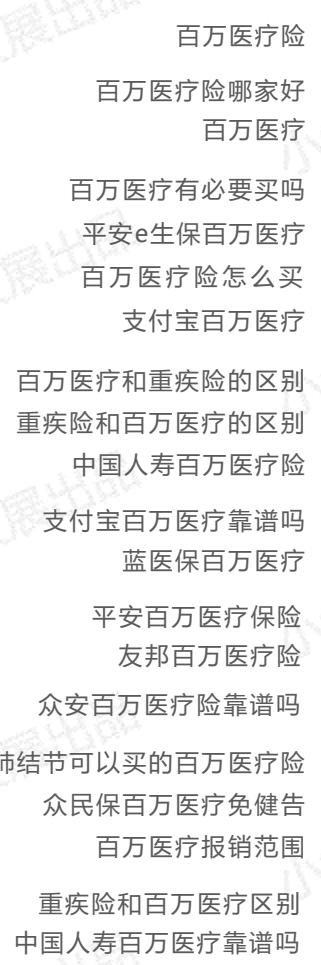 百万医疗险
百万医疗险哪家好
百万医疗
百万医疗有必要买吗
平安e生保百万医疗
百万医疗险怎么买
支付宝百万医疗
百万医疗和重疾险的区别
重疾险和百万医疗的区别
中国人寿百万医疗险
支付宝百万医疗靠谱吗
蓝医保百万医疗
平安百万医疗保险
友邦百万医疗险
众安百万医疗险靠谱吗
结节可以买的百万医疗险
众民保百万医疗免健告
百万医疗报销范围
重疾险和百万医疗区别
中国人寿百万医疗靠谱吗